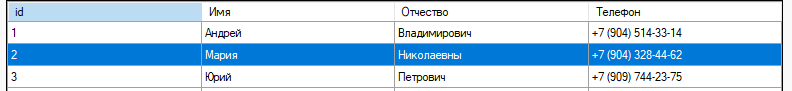 id Имя Отчество Телефон
1 Андрей Владимирович +7 (904) 514-33-14
2 Мария Николаевны +7 (904) 328-44-62
3 Юрий Петрович +7 (909) 744-23-75